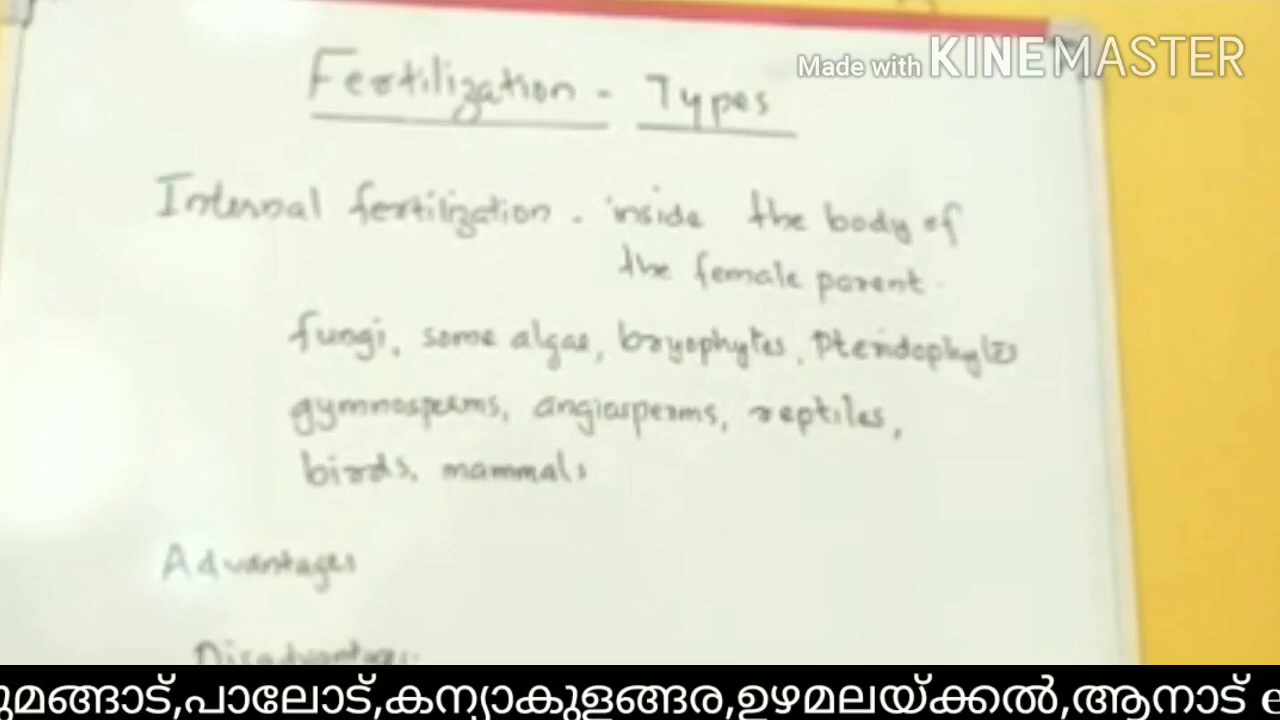 Made with KINEMASTER
Fertilization - Types
Internal fertilization - inside the body of
the female parent.
fungi, some algae, bryophytes, Pteridophytes
gymnosperms, angiosperms, reptiles,
birds, mammals
Advantages
Disadvantages.
ുമങ്ങാട്,പാലോട്,കന്യാകുളങ്ങര,ഉഴമലയ്ക്കൽ,ആനാട് e